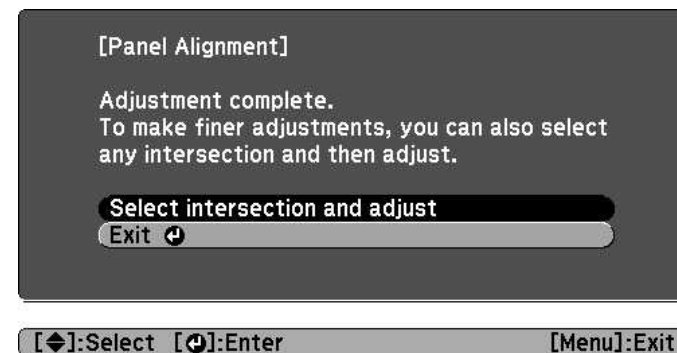 [Panel Alignment]
Adjustment complete.
To make finer adjustments, you can also select
any intersection and then adjust.
Select intersection and adjust
Exit
[◆]:Select [⏎]:Enter [Menu]:Exit